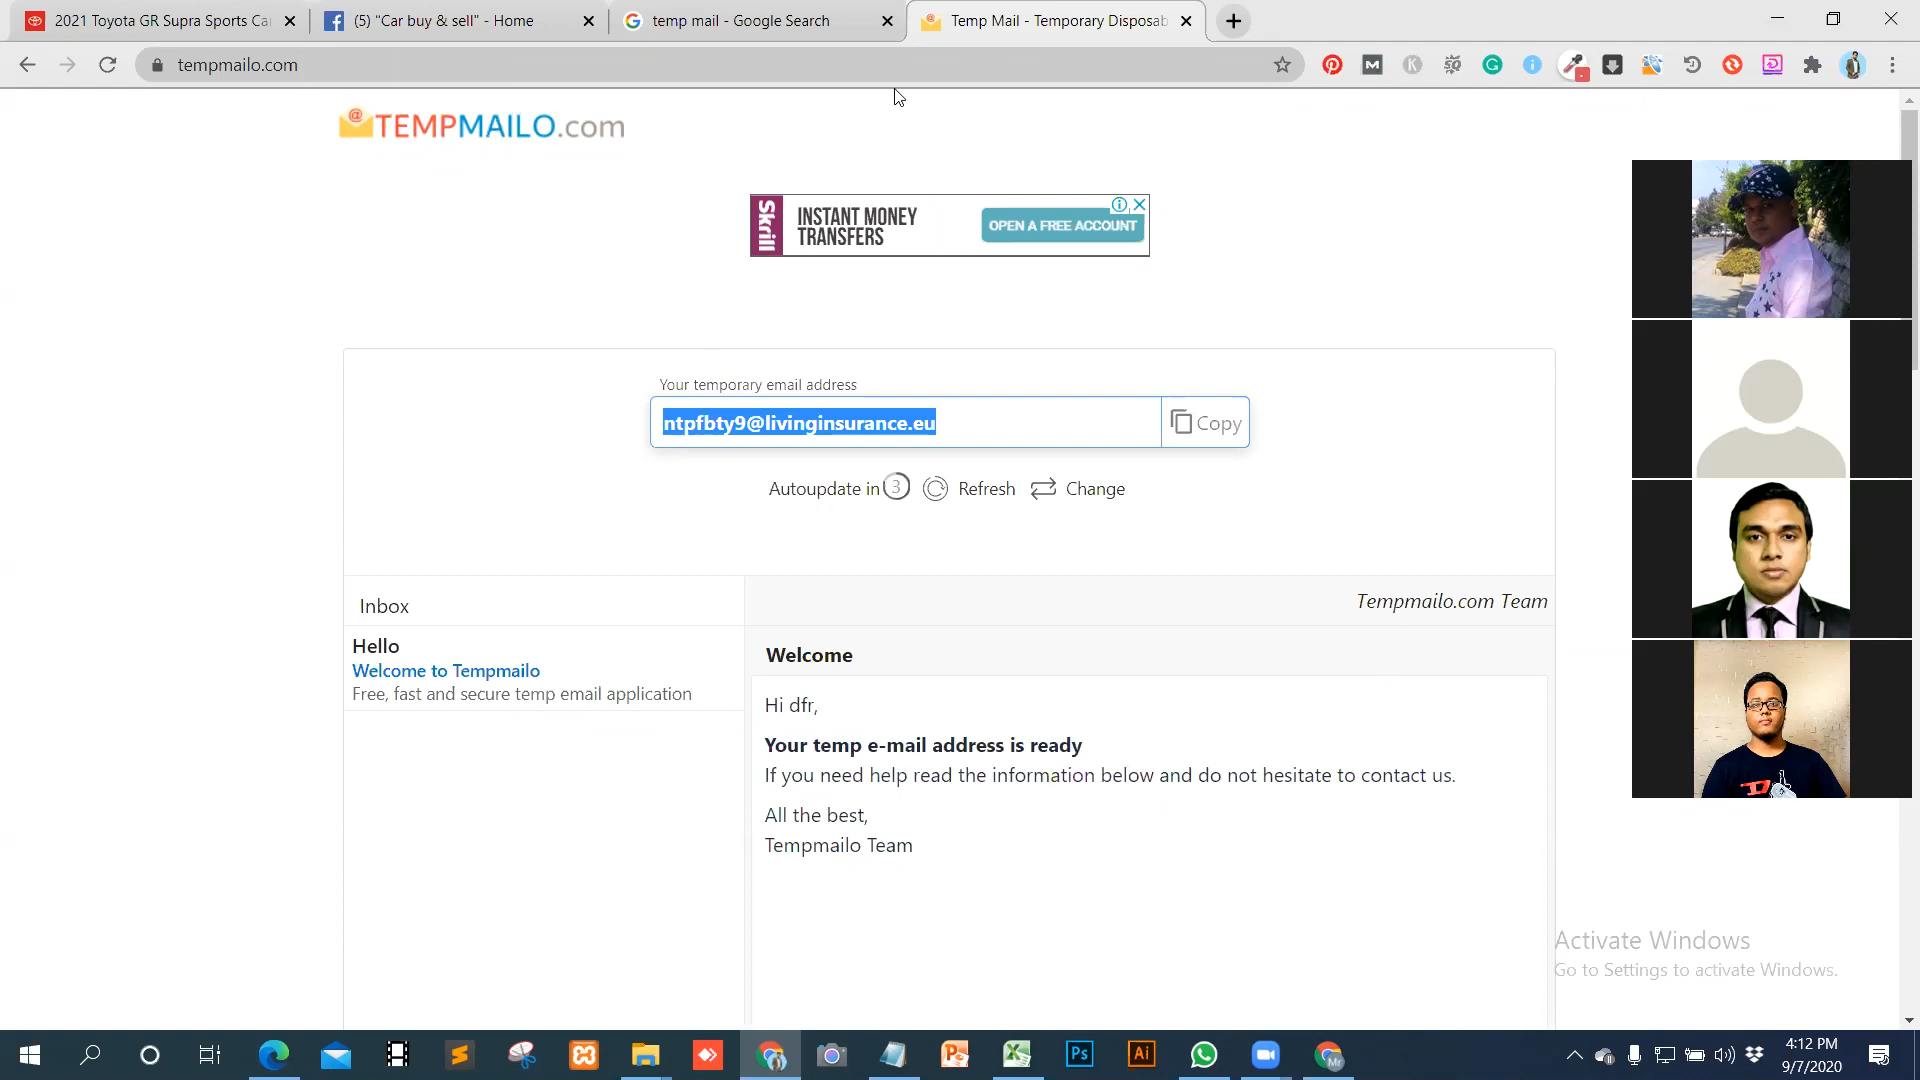 2021 Toyota GR Supra Sports Ca
(5) "Car buy & sell" - Home
temp mail - Google Search
Temp Mail - Temporary Disposab
tempmailo.com
@TEMPMAILO.com
Skrill
INSTANT MONEY
TRANSFERS
OPEN A FREE ACCOUNT
Your temporary email address
ntpfbty9@livinginsurance.eu
Copy
Autoupdate in 3
Refresh
Change
Inbox
Tempmailo.com Team
Hello
Welcome to Tempmailo
Free, fast and secure temp email application
Welcome
Hi dfr,
Your temp e-mail address is ready
If you need help read the information below and do not hesitate to contact us.
All the best,
Tempmailo Team
Activate Windows
Go to Settings to activate Windows.
Ps
Ai
4:12 PM
9/7/2020